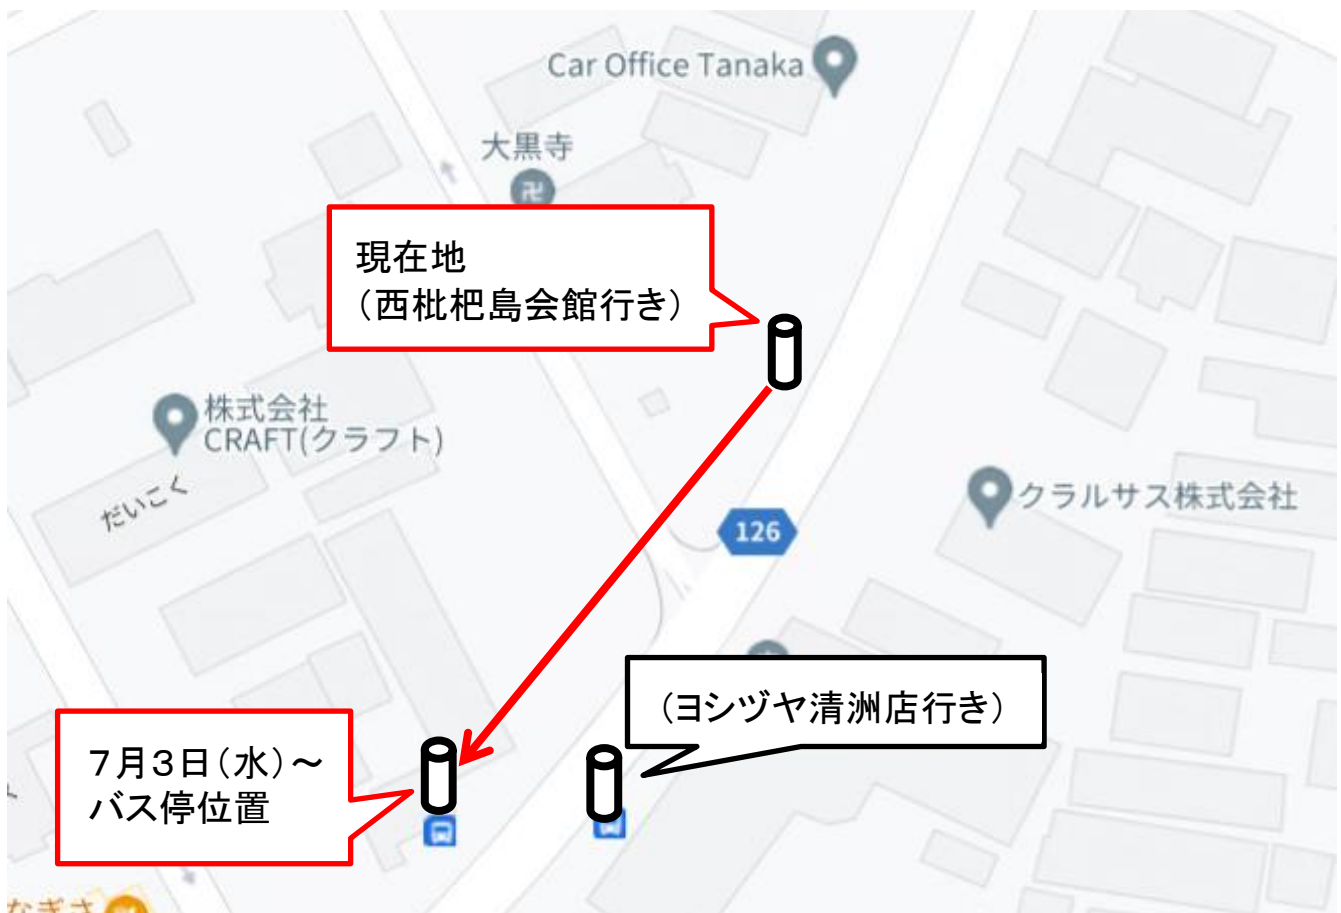 Car Office Tanaka
大黒寺
現在地
（西枇杷島会館行き）
株式会社
CRAFT(クラフト)
だいこく
クラルサス株式会社
126
（ヨシヅヤ清洲店行き）
７月３日（水）～
バス停位置
なぎさ